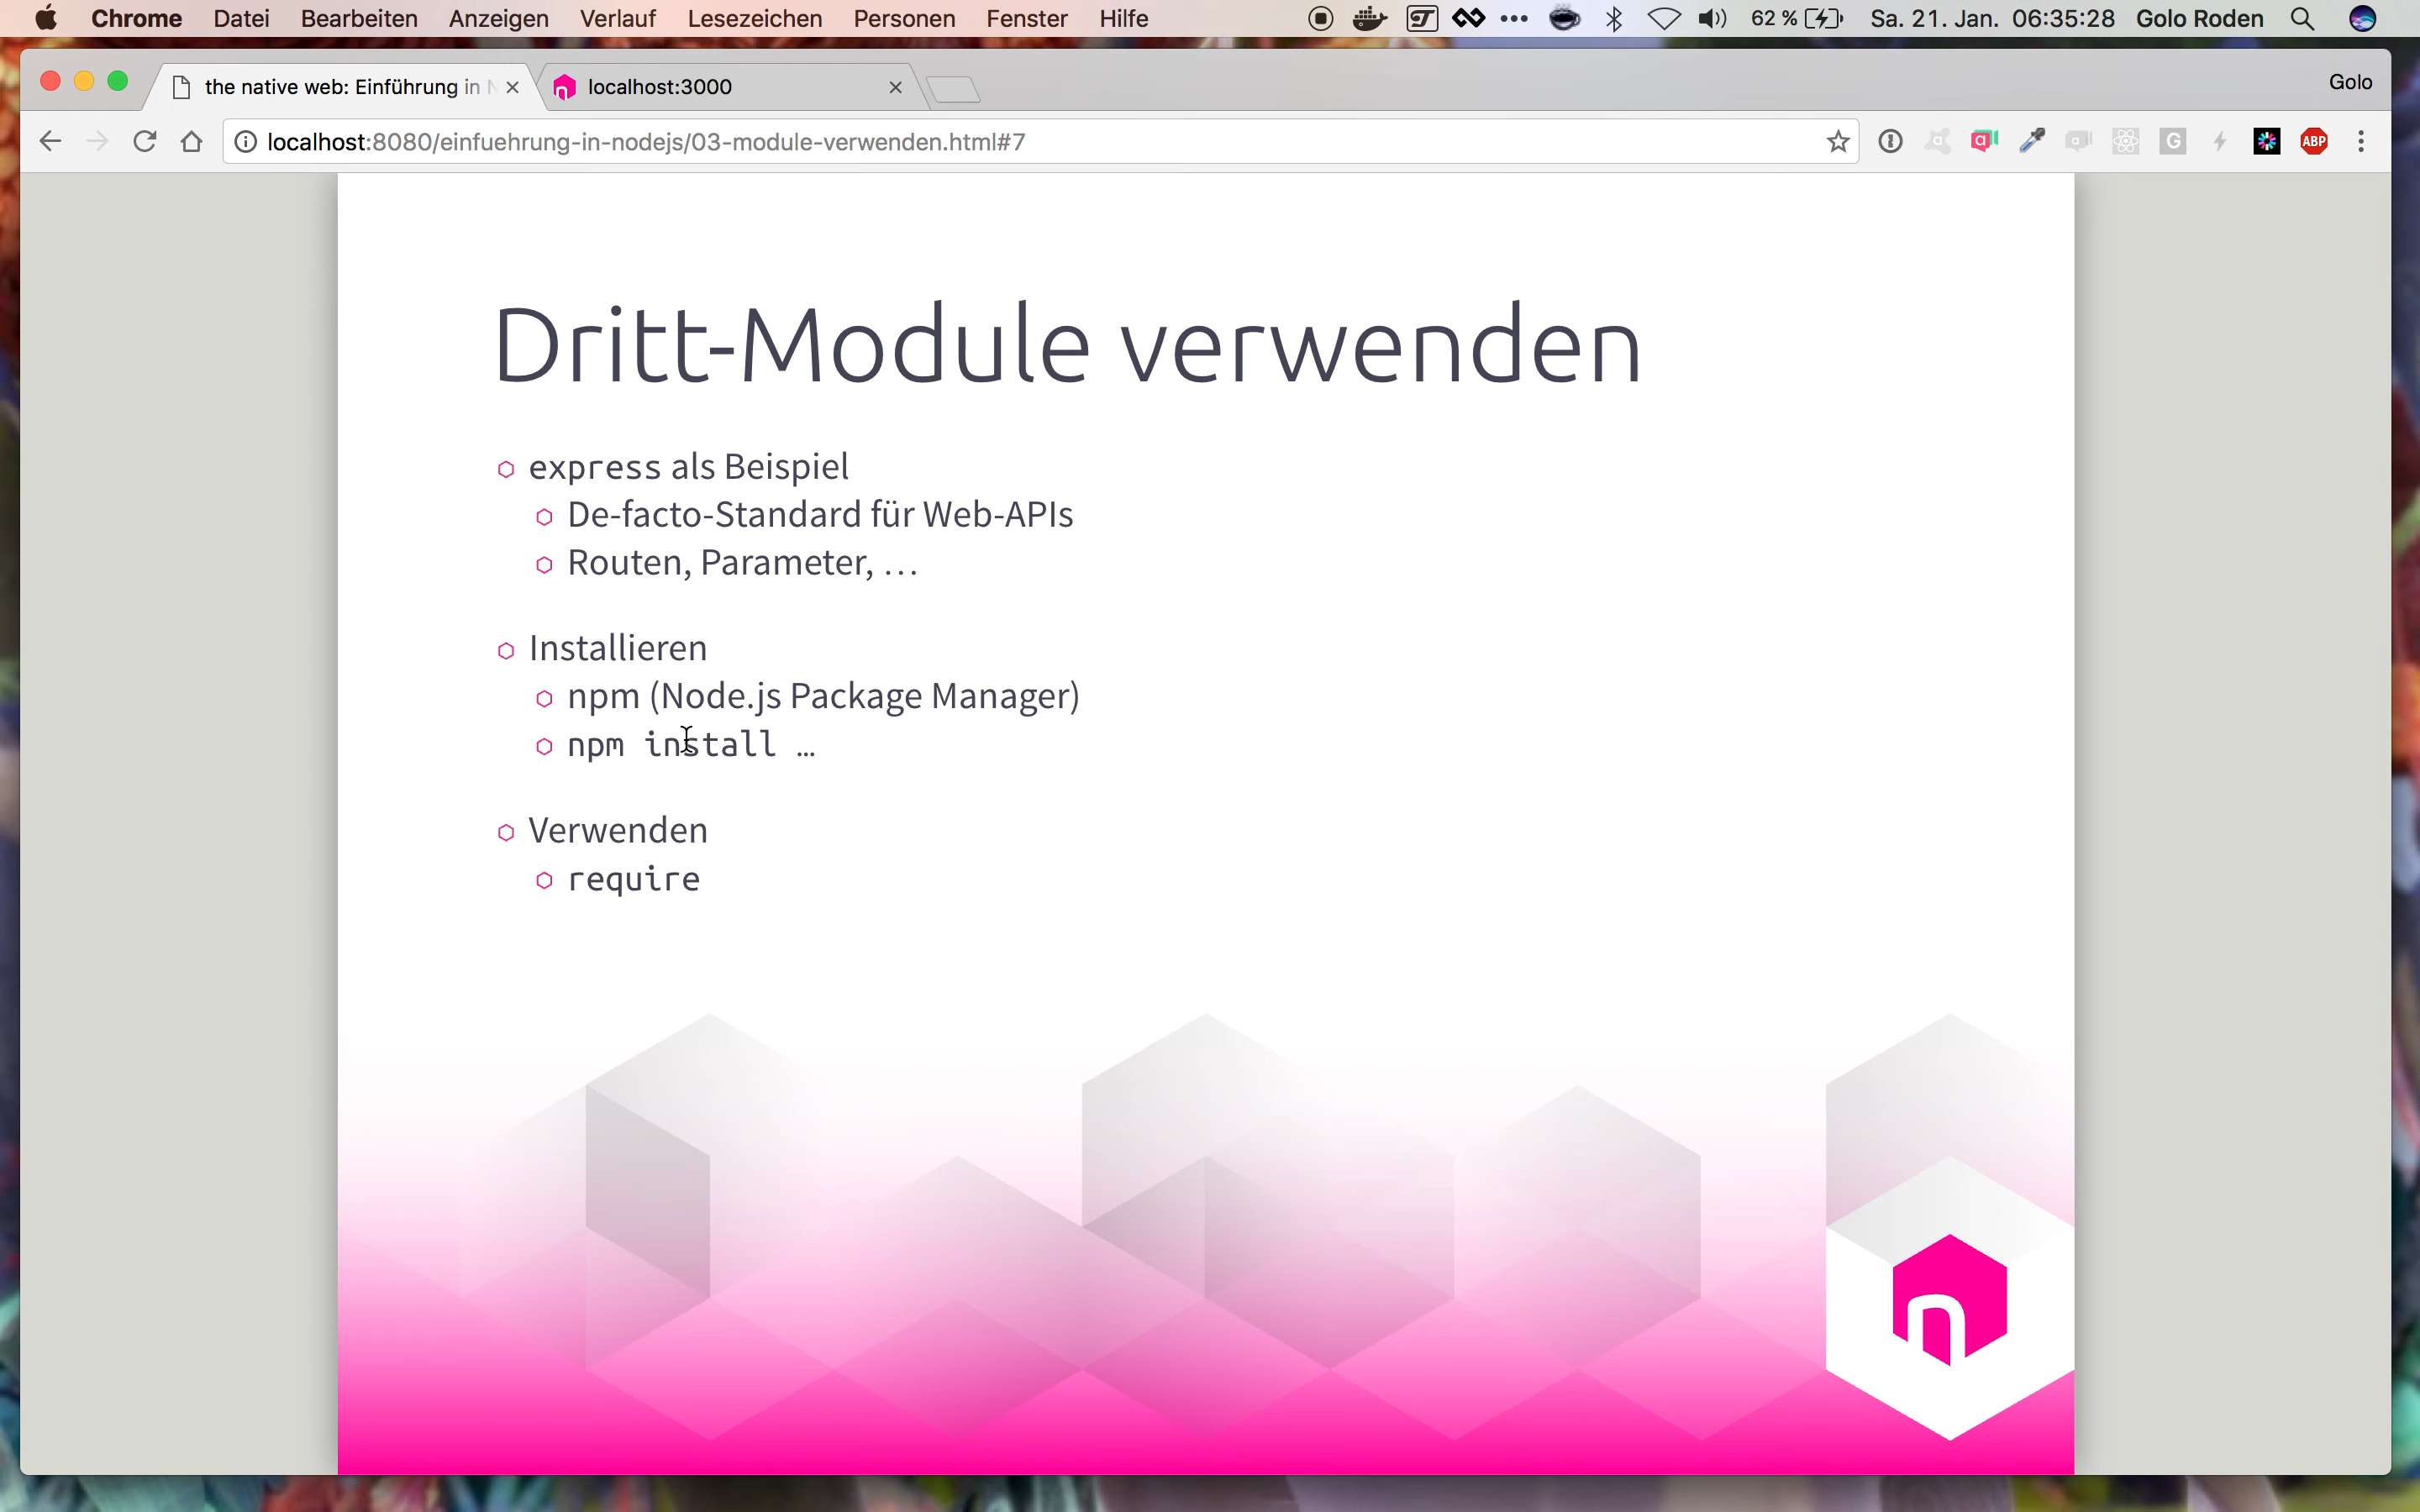 Chrome Datei Bearbeiten Anzeigen Verlauf Lesezeichen Personen Fenster Hilfe 62 % Sa. 21. Jan. 06:35:28 Golo Roden
the native web: Einführung in localhost:3000 Golo
localhost:8080/einfuehrung-in-nodejs/03-module-verwenden.html#7
a a G ABP
Dritt-Module verwenden
express als Beispiel
De-facto-Standard für Web-APIs
Routen, Parameter, …
Installieren
npm (Node.js Package Manager)
npm install …
Verwenden
require
n